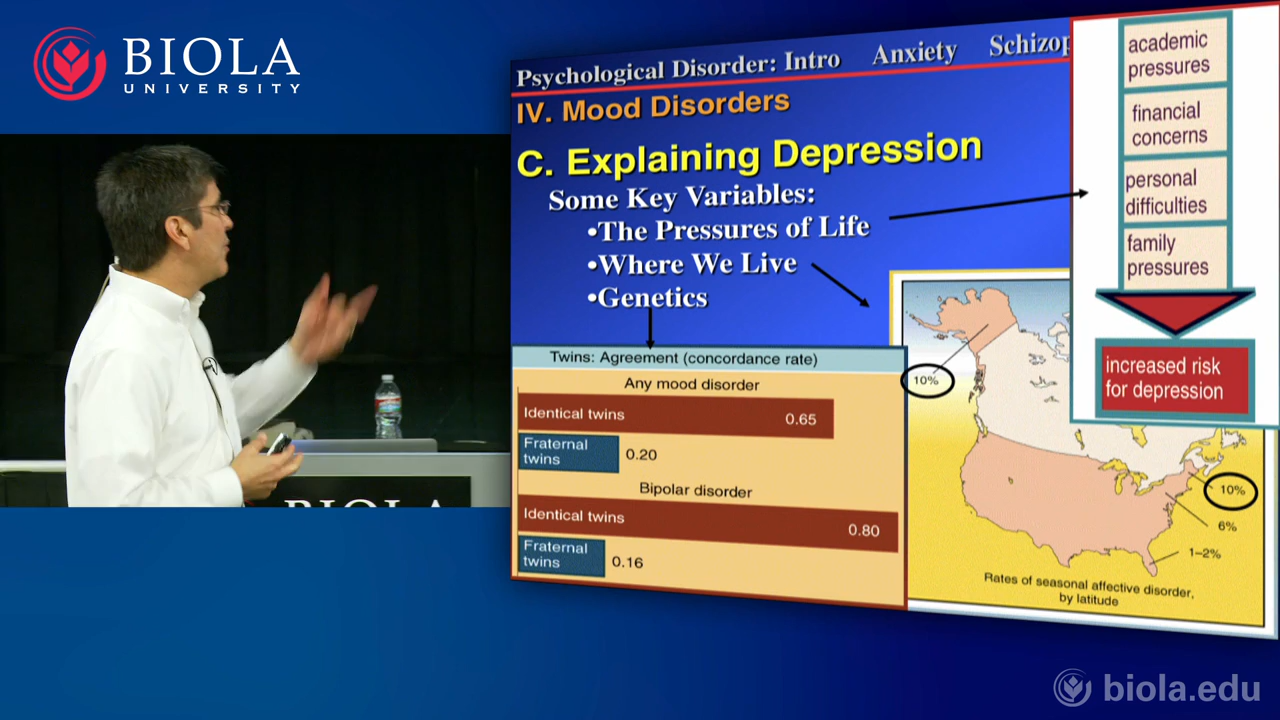 BIOLA
UNIVERSITY
Psychological Disorder: Intro Anxiety Schizop
IV. Mood Disorders
C. Explaining Depression
Some Key Variables:
•The Pressures of Life
•Where We Live
•Genetics
academic
pressures
financial
concerns
personal
difficulties
family
pressures
increased risk
for depression
Twins: Agreement (concordance rate)
Any mood disorder
Identical twins 0.65
Fraternal
twins
0.20
Bipolar disorder
Identical twins 0.80
Fraternal
twins
0.16
10%
10%
6%
1–2%
Rates of seasonal affective disorder,
by latitude
BIOLA
biola.edu